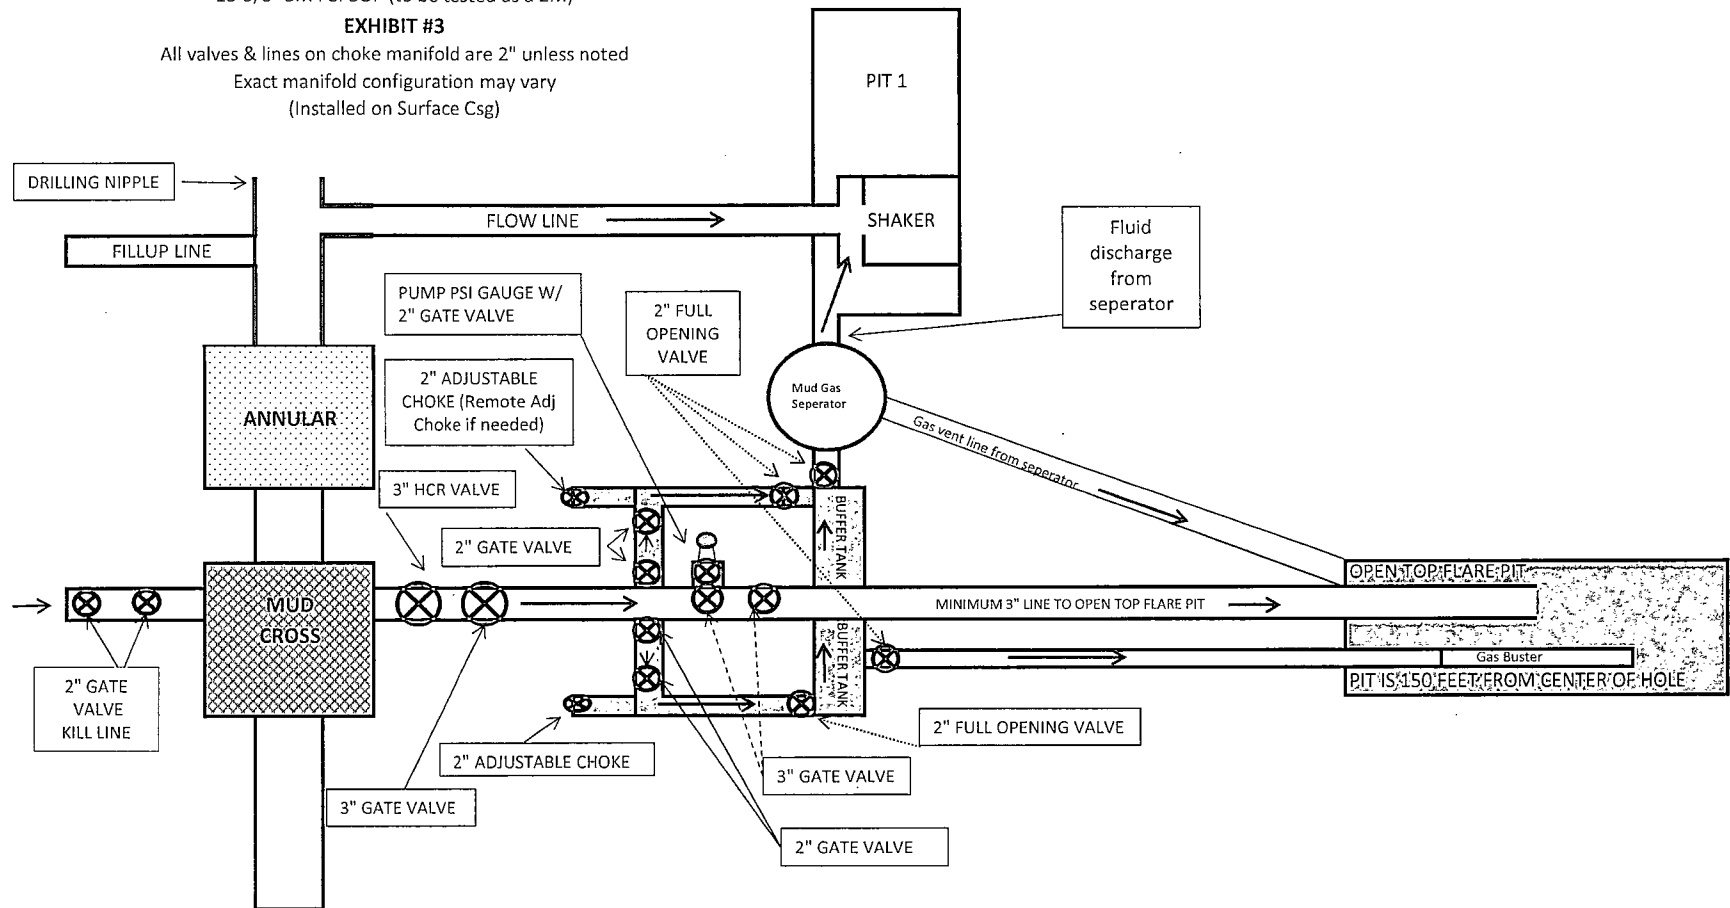 EXHIBIT #3
All valves & lines on choke manifold are 2" unless noted
Exact manifold configuration may vary
(Installed on Surface Csg)
PIT 1
DRILLING NIPPLE
FLOW LINE
SHAKER
FILLUP LINE
Fluid
discharge
from
seperator
PUMP PSI GAUGE W/
2" GATE VALVE
2" FULL
OPENING
VALVE
2" ADJUSTABLE
CHOKE (Remote Adj
Choke if needed)
Mud Gas
Seperator
ANNULAR
Gas vent line from seperator
3" HCR VALVE
2" GATE VALVE
BUFFER TANK
OPEN TOP FLARE PIT
MUD
CROSS
MINIMUM 3" LINE TO OPEN TOP FLARE PIT
BUFFER TANK
Gas Buster
PIT IS 150 FEET FROM CENTER OF HOLE
2" GATE
VALVE
KILL LINE
2" FULL OPENING VALVE
2" ADJUSTABLE CHOKE
3" GATE VALVE
3" GATE VALVE
2" GATE VALVE